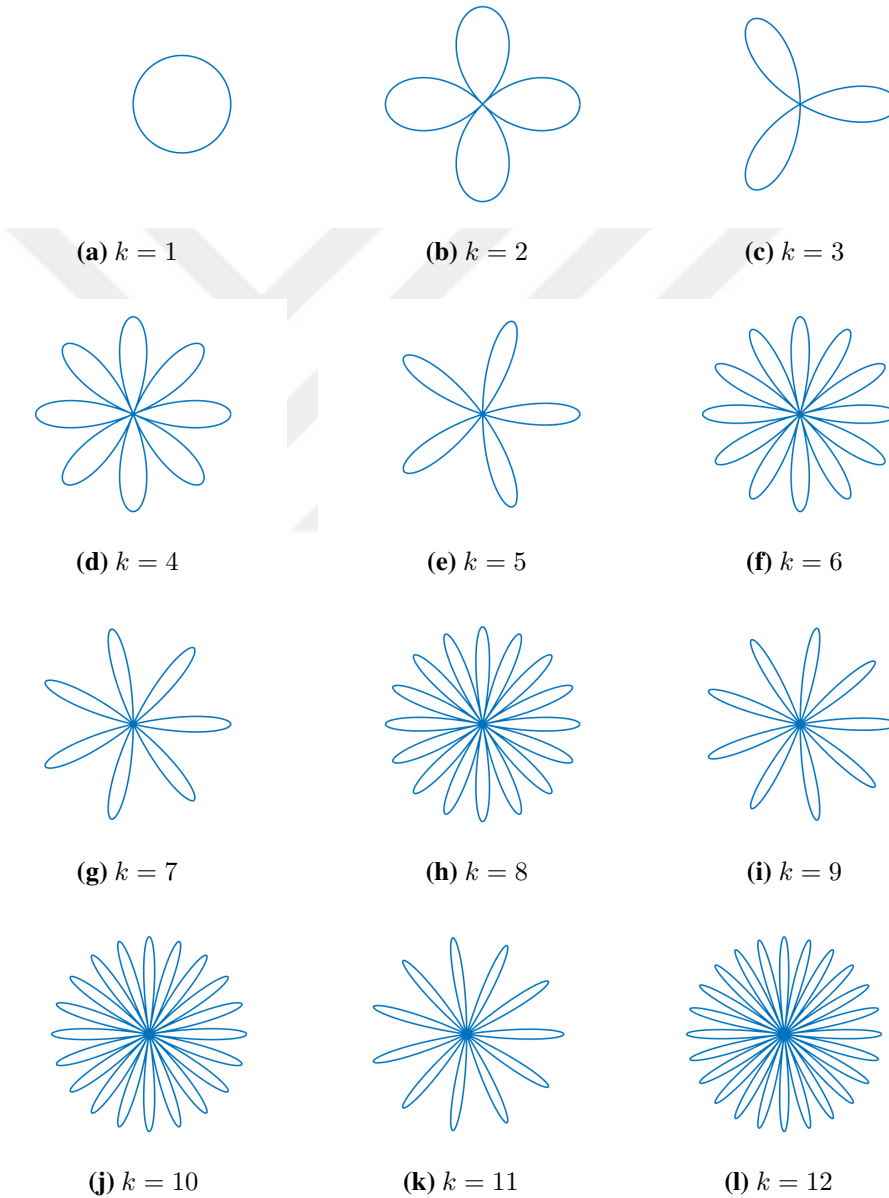 (a) k = 1
(b) k = 2
(c) k = 3
(d) k = 4
(e) k = 5
(f) k = 6
(g) k = 7
(h) k = 8
(i) k = 9
(j) k = 10
(k) k = 11
(l) k = 12